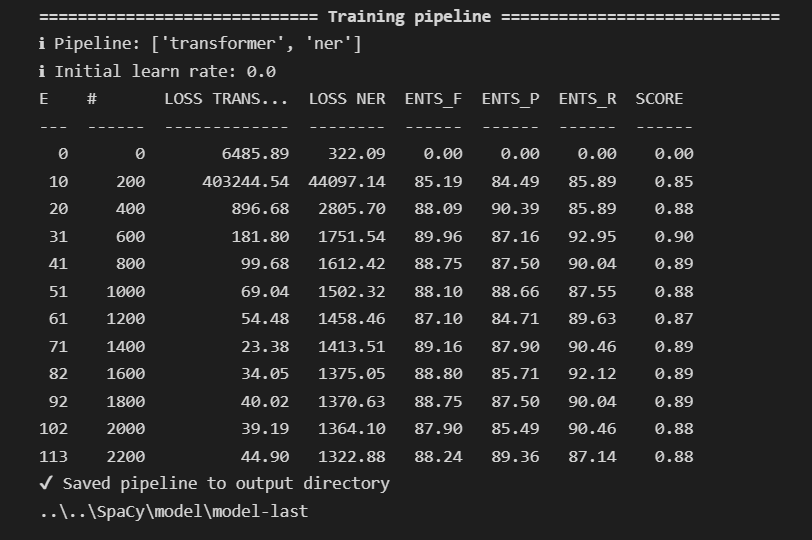 ============================= Training pipeline =============================
ℹ Pipeline: ['transformer', 'ner']
ℹ Initial learn rate: 0.0
E    #       LOSS TRANS...  LOSS NER  ENTS_F  ENTS_P  ENTS_R  SCORE
---  ------  -------------  --------  ------  ------  ------  ------
  0       0        6485.89    322.09    0.00    0.00    0.00    0.00
 10     200      403244.54  44097.14   85.19   84.49   85.89    0.85
 20     400         896.68   2805.70   88.09   90.39   85.89    0.88
 31     600         181.80   1751.54   89.96   87.16   92.95    0.90
 41     800          99.68   1612.42   88.75   87.50   90.04    0.89
 51    1000          69.04   1502.32   88.10   88.66   87.55    0.88
 61    1200          54.48   1458.46   87.10   84.71   89.63    0.87
 71    1400          23.38   1413.51   89.16   87.90   90.46    0.89
 82    1600          34.05   1375.05   88.80   85.71   92.12    0.89
 92    1800          40.02   1370.63   88.75   87.50   90.04    0.89
102    2000          39.19   1364.10   87.90   85.49   90.46    0.88
113    2200          44.90   1322.88   88.24   89.36   87.14    0.88
✔ Saved pipeline to output directory
..\..\SpaCy\model\model-last